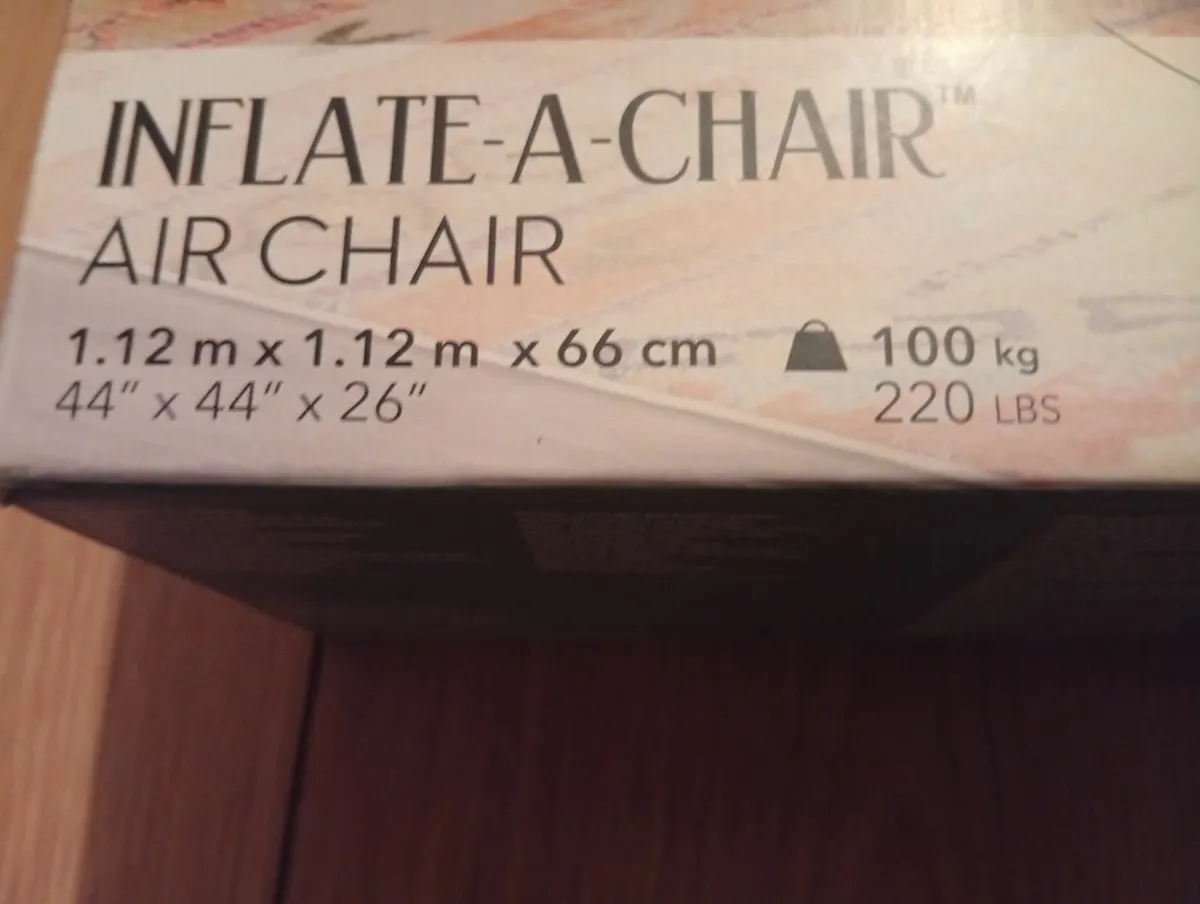 INFLATE-A-CHAIR™
AIR CHAIR
1.12 m x 1.12 m x 66 cm 100 kg
44" x 44" x 26" 220 LBS